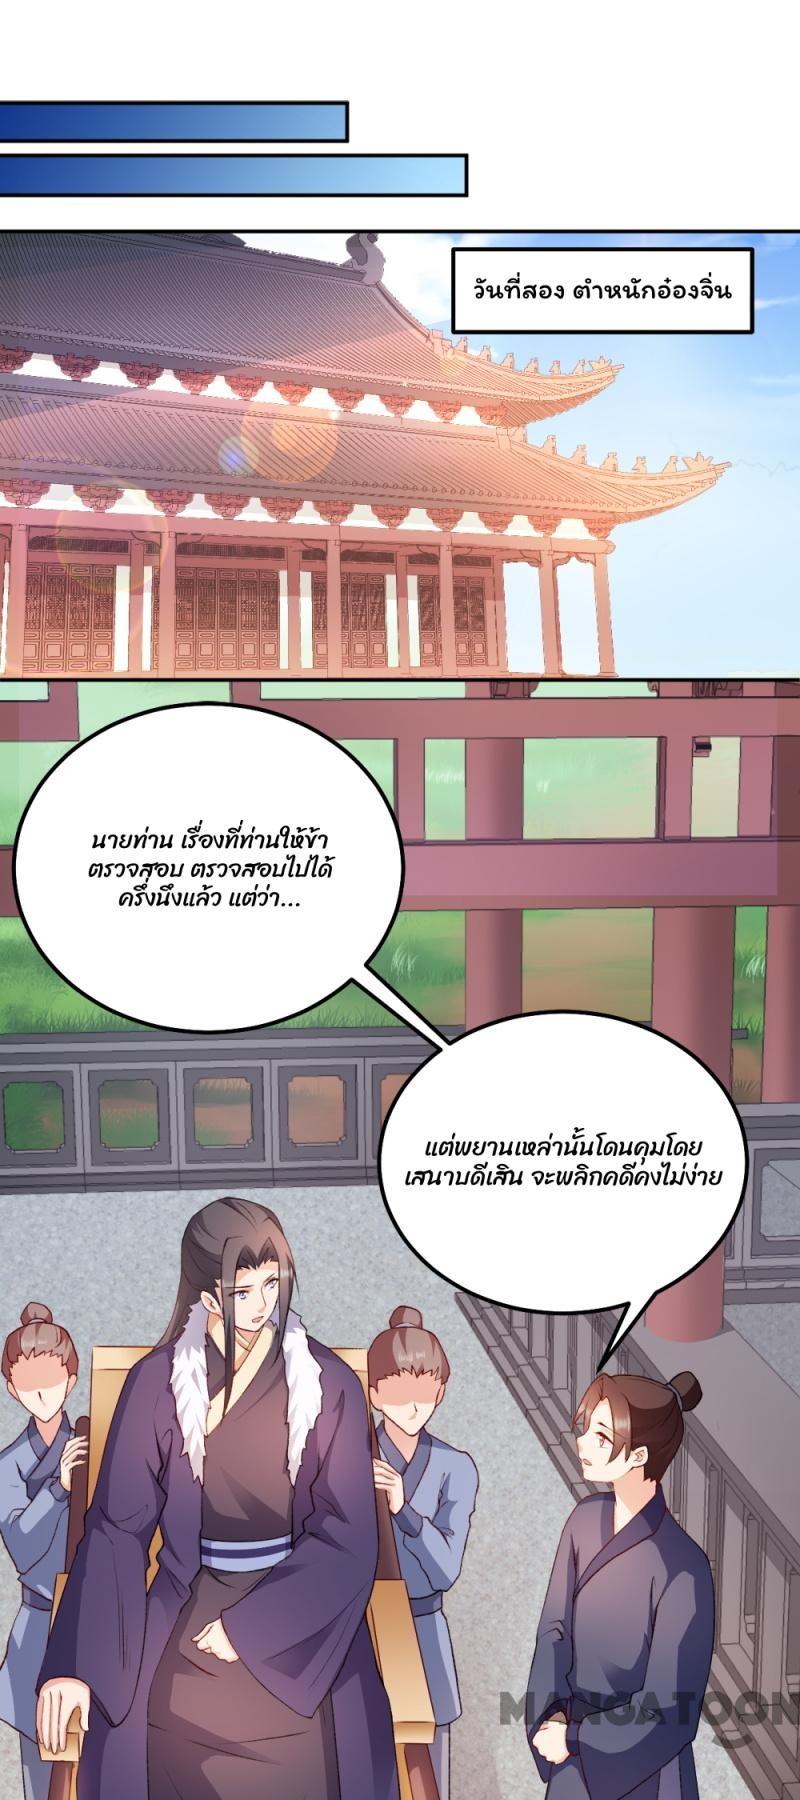 วันที่สอง ตำหนักอ๋องจิ่น
นายท่าน เรื่องที่ท่านให้ข้า
ตรวจสอบ ตรวจสอบไปได้
ครึ่งนึงแล้ว แต่ว่า...
แต่พยานเหล่านั้นโดนคุมโดย
เสนาบดีเสิน จะพลิกคดีคงไม่ง่าย
MANGATOON